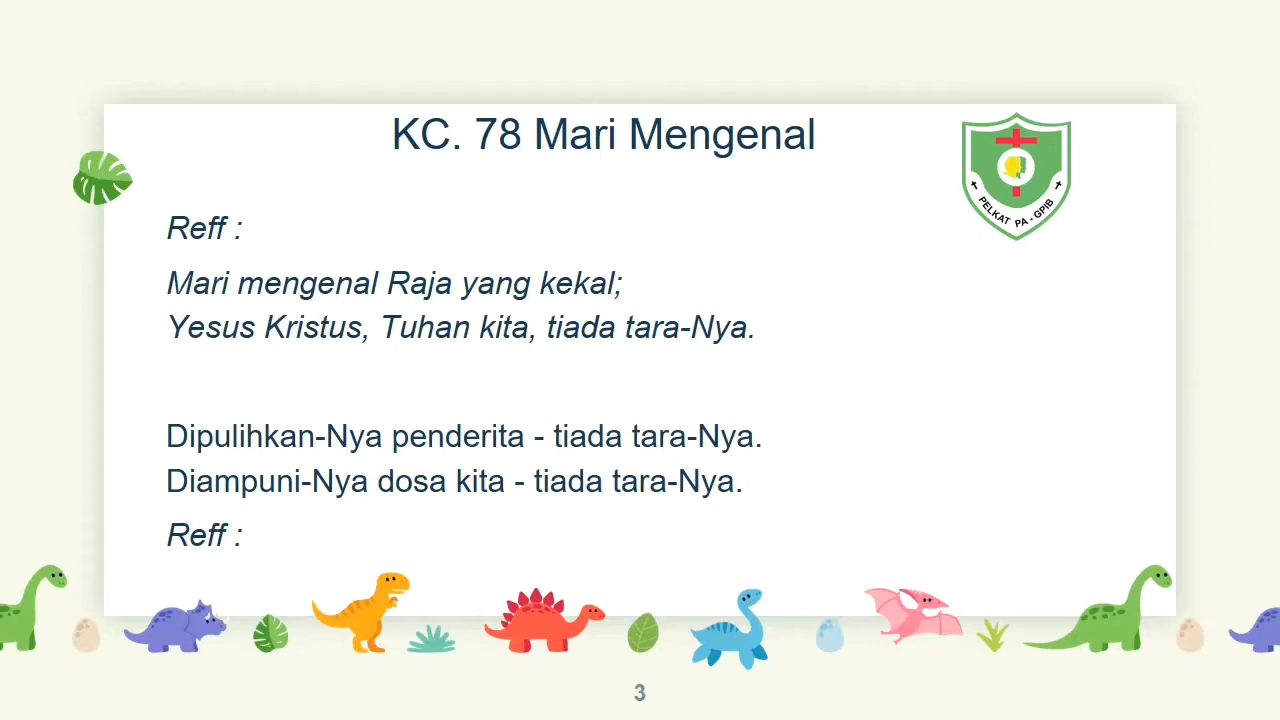 KC. 78 Mari Mengenal
PELKAT PA - GPIB
Reff :
Mari mengenal Raja yang kekal;
Yesus Kristus, Tuhan kita, tiada tara-Nya.
Dipulihkan-Nya penderita - tiada tara-Nya.
Diampuni-Nya dosa kita - tiada tara-Nya.
Reff :
3